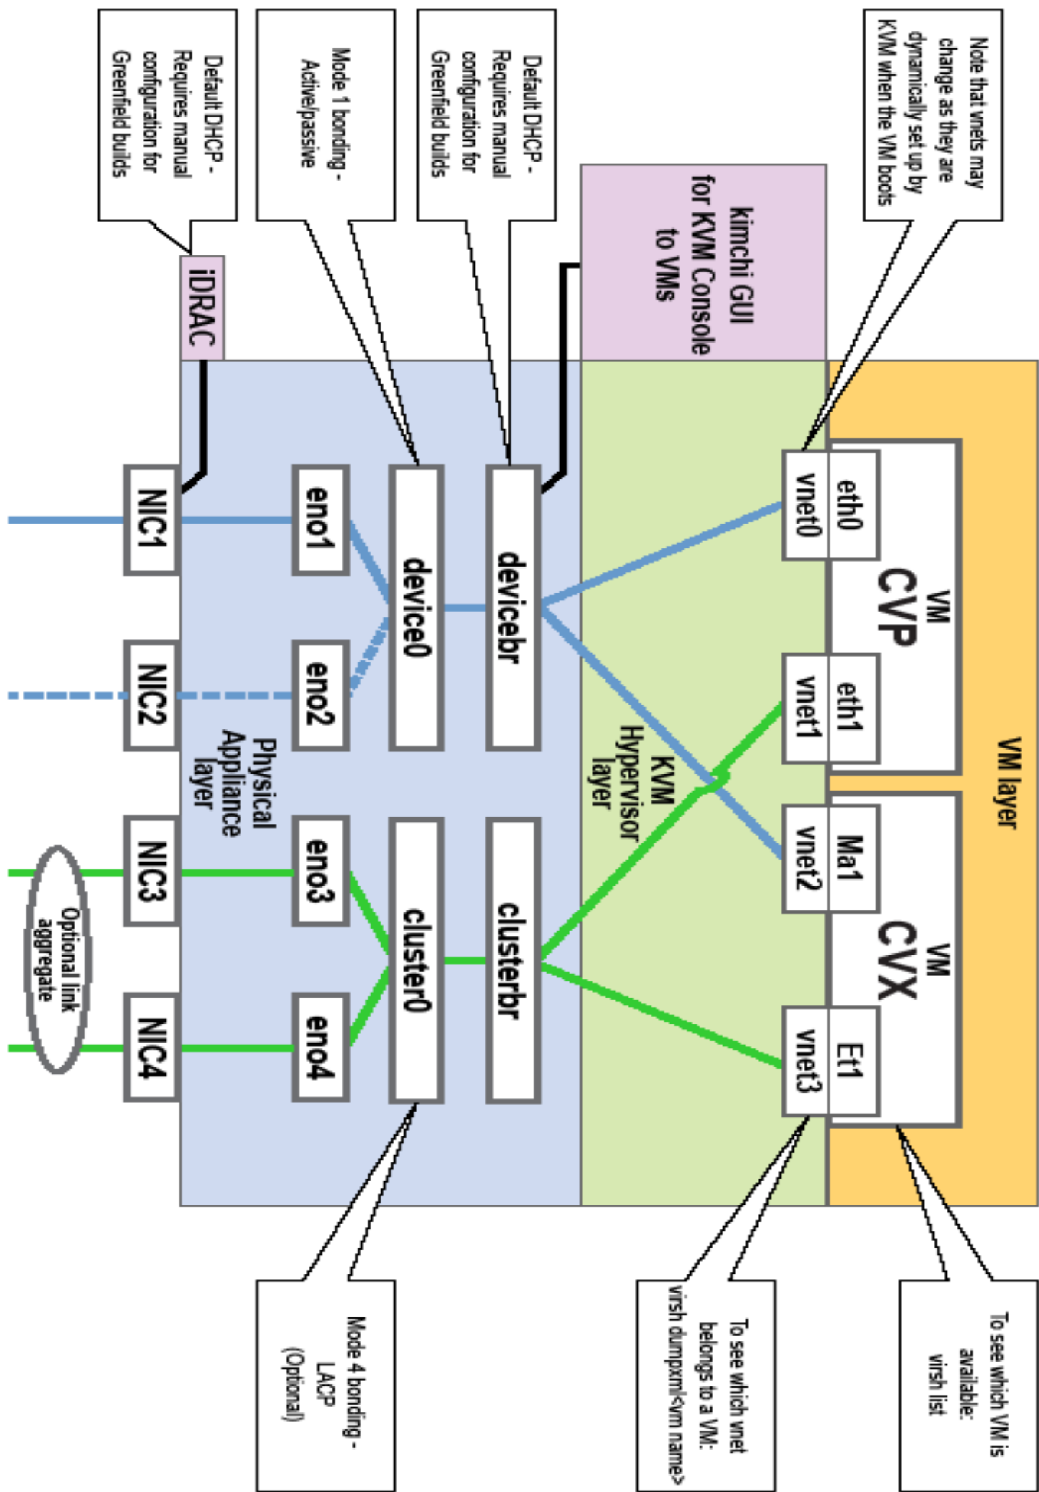 Note that vnets may
change as they are
dynamically set up by
KVM when the VM boots
VM layer
To see which VM is
available:
virsh list
VM
CVP
VM
CVX
eth0
vnet0
eth1
vnet1
Ma1
vnet2
Et1
vnet3
kimchi GUI
for KVM Console
to VMs
KVM
Hypervisor
layer
To see which vnet
belongs to a VM:
virsh dumpxml<vm name>
Default DHCP -
Requires manual
configuration for
Greenfield builds
devicebr
clusterbr
Mode 1 bonding -
Active/passive
device0
cluster0
Mode 4 bonding -
LACP
(Optional)
eno1
eno2
eno3
eno4
Physical
Appliance
layer
Default DHCP -
Requires manual
configuration for
Greenfield builds
iDRAC
NIC1
NIC2
NIC3
NIC4
Optional link
aggregate